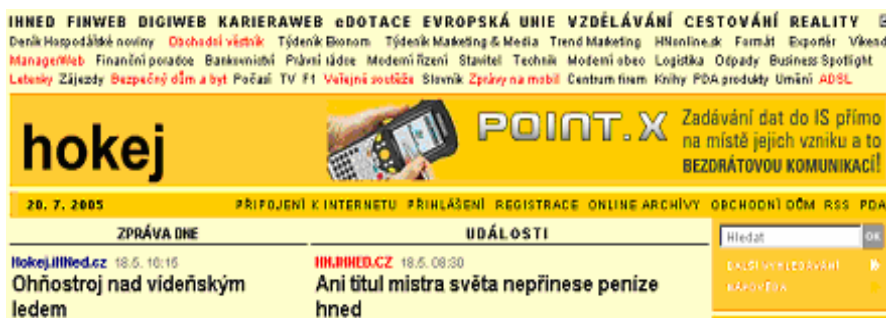 IHNED FINWEB DIGIWEB KARIERAWEB eDOTACE EVROPSKÁ UNIE VZDĚLÁVÁNÍ CESTOVÁNÍ REALITY
Deník Hospodářské noviny Obchodní věstník Týdeník Ekonom Týdeník Marketing & Media Trend Marketing HNonline.sk Formát Exportér Víkend
ManagerWeb Finanční poradce Bankovnictví Právní rádce Moderní řízení Stavitel Technik Moderní obec Logistika Odpady Business Spotlight
Letenky Zájezdy Bezpečný dům a byt Počasí TV F1 Veřejné soutěže Slovník Zprávy na mobil Centrum firem Knihy PDA produkty Umění ADSL
hokej
POINT.X
Zadávání dat do IS přímo
na místě jejich vzniku a to
BEZDRÁTOVOU KOMUNIKACÍ!
20. 7. 2005 PŘIPOJENÍ K INTERNETU PŘIHLÁŠENÍ REGISTRACE ONLINE ARCHÍVY OBCHODNÍ DŮM RSS PDA
ZPRÁVA DNE
Hokej.iHNed.cz 18.5. 16:15
Ohňostroj nad vídeňským
ledem
UDÁLOSTI
HN.IHNED.CZ 18.5. 08:30
Ani titul mistra světa nepřinese peníze
hned
Hledat OK
DALŠÍ VYHLEDÁVÁNÍ
NÁPOVĚDA